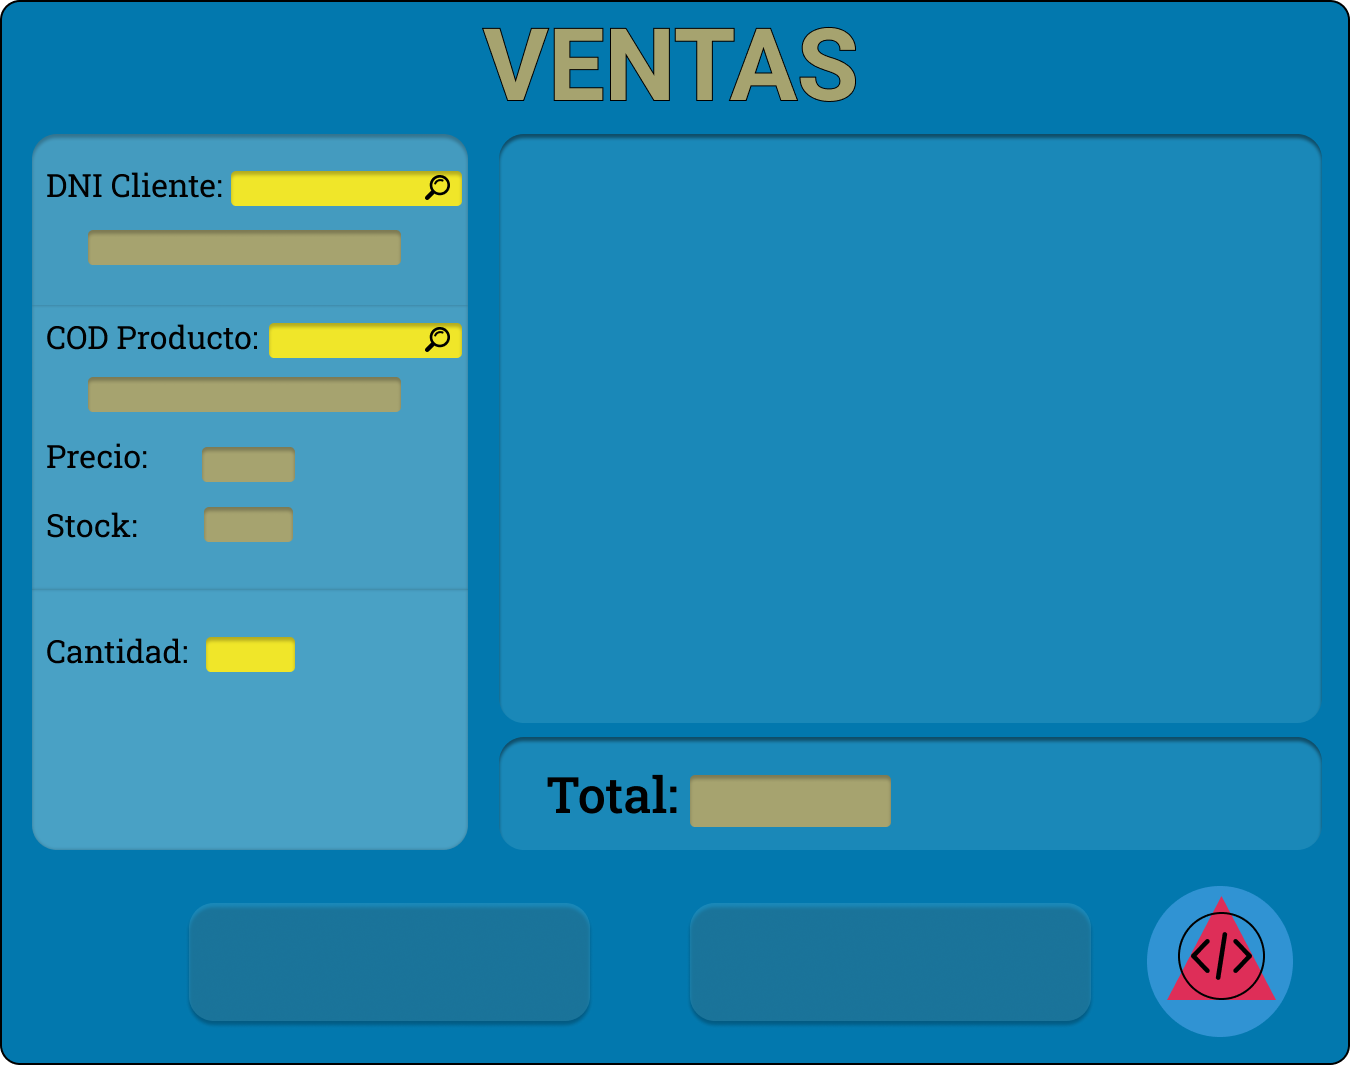 VENTAS
DNI Cliente:
COD Producto:
Precio:
Stock:
Cantidad:
Total:
</>